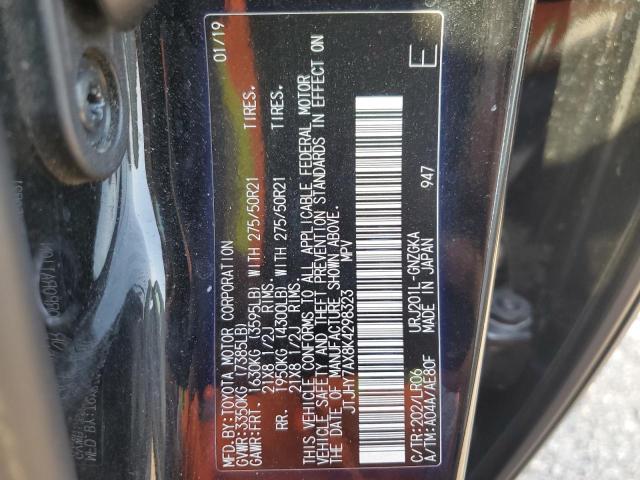 MFD.BY:TOYOTA MOTOR CORPORATION 01/19
GVWR:3350KG (7385LB)
GAWR:FRT. 1630KG (3595LB) WITH 275/50R21 TIRES.
21X8 1/2J RIMS
RR. 1950KG (4300LB) WITH 275/50R21 TIRES.
21X8 1/2J RIMS
THIS VEHICLE CONFORMS TO ALL APPLICABLE FEDERAL MOTOR
VEHICLE SAFETY AND THEFT PREVENTION STANDARDS IN EFFECT ON
THE DATE OF MANUFACTURE SHOWN ABOVE.
JTJHY7AX8K4298323 MPV
C/TR:202/LR06 URJ201L-GNZGKA
A/TM:A04A/AE80F MADE IN JAPAN 947
E